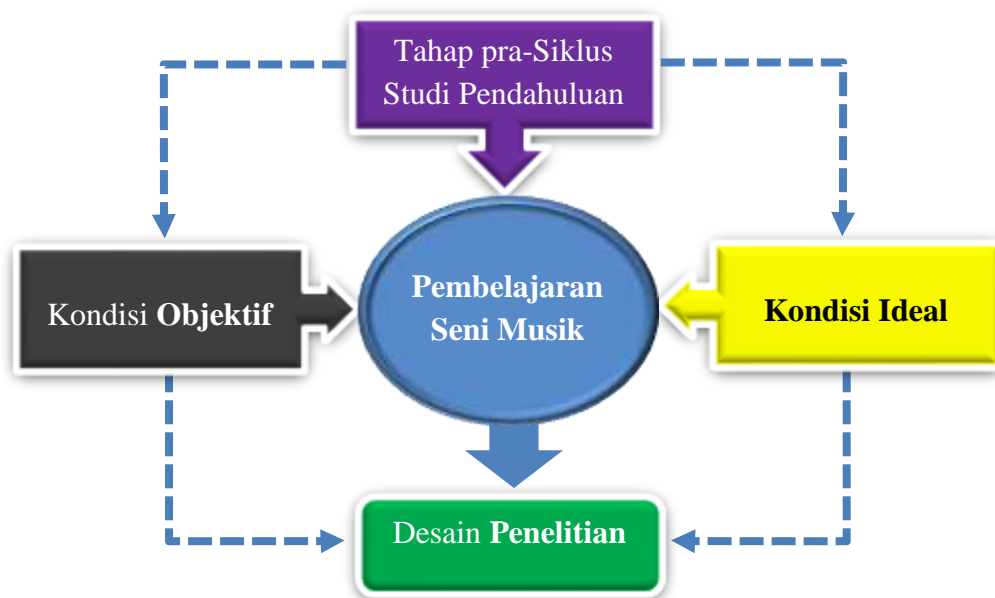 Tahap pra-Siklus
Studi Pendahuluan
Kondisi Objektif
Pembelajaran
Seni Musik
Kondisi Ideal
Desain Penelitian